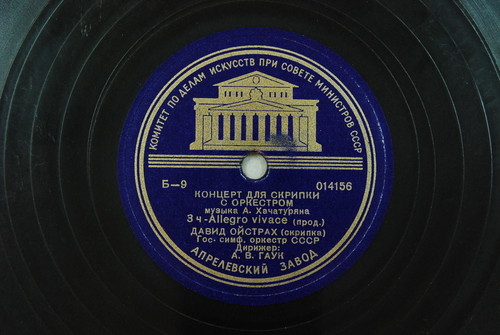 КОМИТЕТ ПО ДЕЛАМ ИСКУССТВ ПРИ СОВЕТЕ МИНИСТРОВ СССР
Б—9
014156
КОНЦЕРТ ДЛЯ СКРИПКИ
С ОРКЕСТРОМ
музыка А. Хачатуряна
3 ч-Allegro vivace (прод.)
ДАВИД ОЙСТРАХ (скрипка)
Гос. симф. оркестр СССР
Дирижер:
А. В. ГАУК
АПРЕЛЕВСКИЙ ЗАВОД